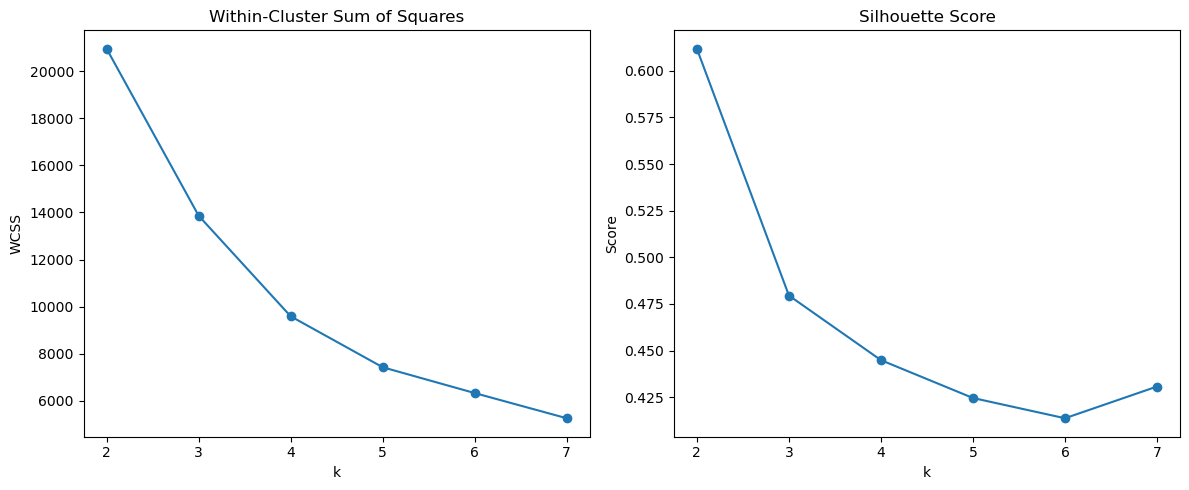 Within-Cluster Sum of Squares
WCSS
20000
18000
16000
14000
12000
10000
8000
6000
2 3 4 5 6 7
k
Silhouette Score
Score
0.600
0.575
0.550
0.525
0.500
0.475
0.450
0.425
2 3 4 5 6 7
k